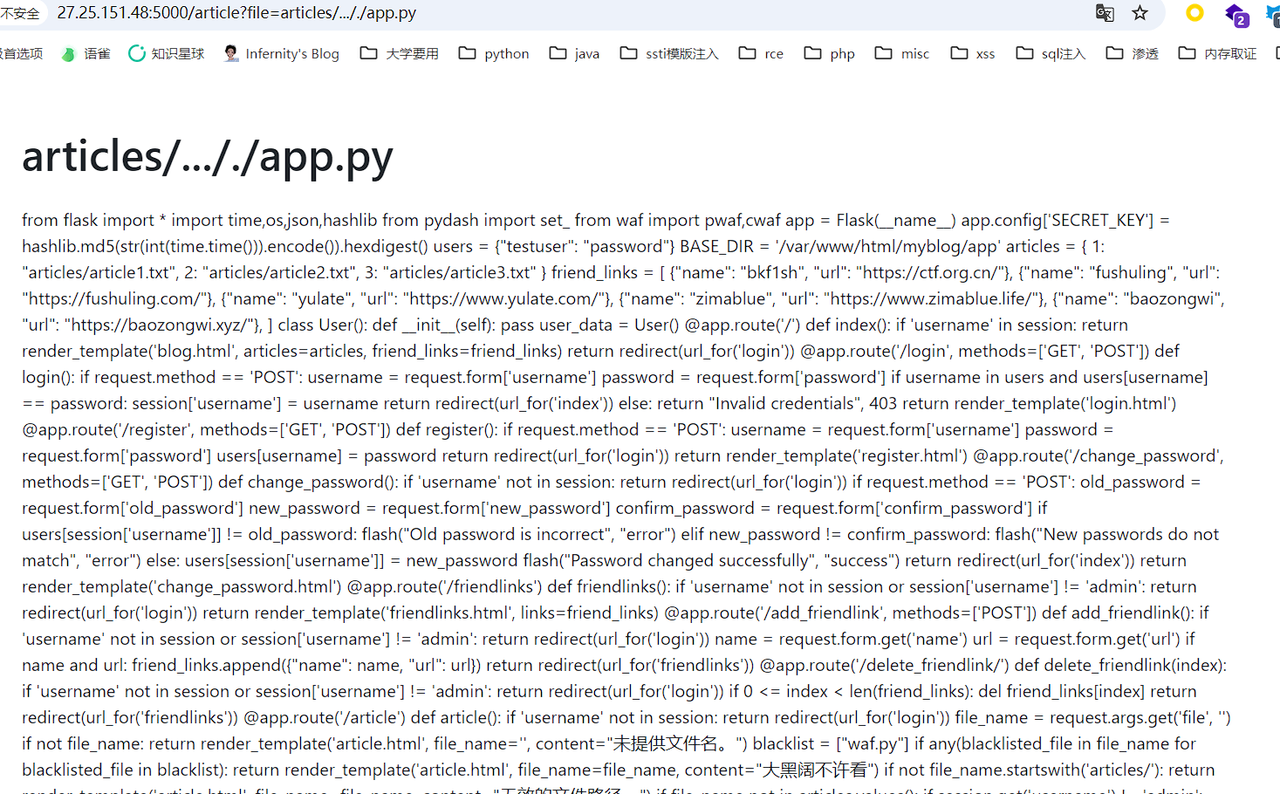 不安全 27.25.151.48:5000/article?file=articles/..././app.py
首选项 语雀 知识星球 Infernity's Blog 大学要用 python java ssti模版注入 rce php misc xss sql注入 渗透 内存取证
articles/..././app.py
from flask import * import time,os,json,hashlib from pydash import set_ from waf import pwaf,cwaf app = Flask(__name__) app.config['SECRET_KEY'] =
hashlib.md5(str(int(time.time())).encode()).hexdigest() users = {"testuser": "password"} BASE_DIR = '/var/www/html/myblog/app' articles = { 1:
"articles/article1.txt", 2: "articles/article2.txt", 3: "articles/article3.txt" } friend_links = [ {"name": "bkf1sh", "url": "https://ctf.org.cn/"}, {"name": "fushuling", "url":
"https://fushuling.com/"}, {"name": "yulate", "url": "https://www.yulate.com/"}, {"name": "zimablue", "url": "https://www.zimablue.life/"}, {"name": "baozongwi",
"url": "https://baozongwi.xyz/"}, ] class User(): def __init__(self): pass user_data = User() @app.route('/') def index(): if 'username' in session: return
render_template('blog.html', articles=articles, friend_links=friend_links) return redirect(url_for('login')) @app.route('/login', methods=['GET', 'POST']) def
login(): if request.method == 'POST': username = request.form['username'] password = request.form['password'] if username in users and users[username]
== password: session['username'] = username return redirect(url_for('index')) else: return "Invalid credentials", 403 return render_template('login.html')
@app.route('/register', methods=['GET', 'POST']) def register(): if request.method == 'POST': username = request.form['username'] password =
request.form['password'] users[username] = password return redirect(url_for('login')) return render_template('register.html') @app.route('/change_password',
methods=['GET', 'POST']) def change_password(): if 'username' not in session: return redirect(url_for('login')) if request.method == 'POST': old_password =
request.form['old_password'] new_password = request.form['new_password'] confirm_password = request.form['confirm_password'] if
users[session['username']] != old_password: flash("Old password is incorrect", "error") elif new_password != confirm_password: flash("New passwords do not
match", "error") else: users[session['username']] = new_password flash("Password changed successfully", "success") return redirect(url_for('index')) return
render_template('change_password.html') @app.route('/friendlinks') def friendlinks(): if 'username' not in session or session['username'] != 'admin': return
redirect(url_for('login')) return render_template('friendlinks.html', links=friend_links) @app.route('/add_friendlink', methods=['POST']) def add_friendlink(): if
'username' not in session or session['username'] != 'admin': return redirect(url_for('login')) name = request.form.get('name') url = request.form.get('url') if
name and url: friend_links.append({"name": name, "url": url}) return redirect(url_for('friendlinks')) @app.route('/delete_friendlink/') def delete_friendlink(index):
if 'username' not in session or session['username'] != 'admin': return redirect(url_for('login')) if 0 <= index < len(friend_links): del friend_links[index] return
redirect(url_for('friendlinks')) @app.route('/article') def article(): if 'username' not in session: return redirect(url_for('login')) file_name = request.args.get('file', '')
if not file_name: return render_template('article.html', file_name='', content="未提供文件名。") blacklist = ["waf.py"] if any(blacklisted_file in file_name for
blacklisted_file in blacklist): return render_template('article.html', file_name=file_name, content="大黑阔不许看") if not file_name.startswith('articles/'): return
render_template('article.html', file_name=file_name, content="无效的文件路径。") if file_name not in articles.values(): if session.get('username') != 'admin':